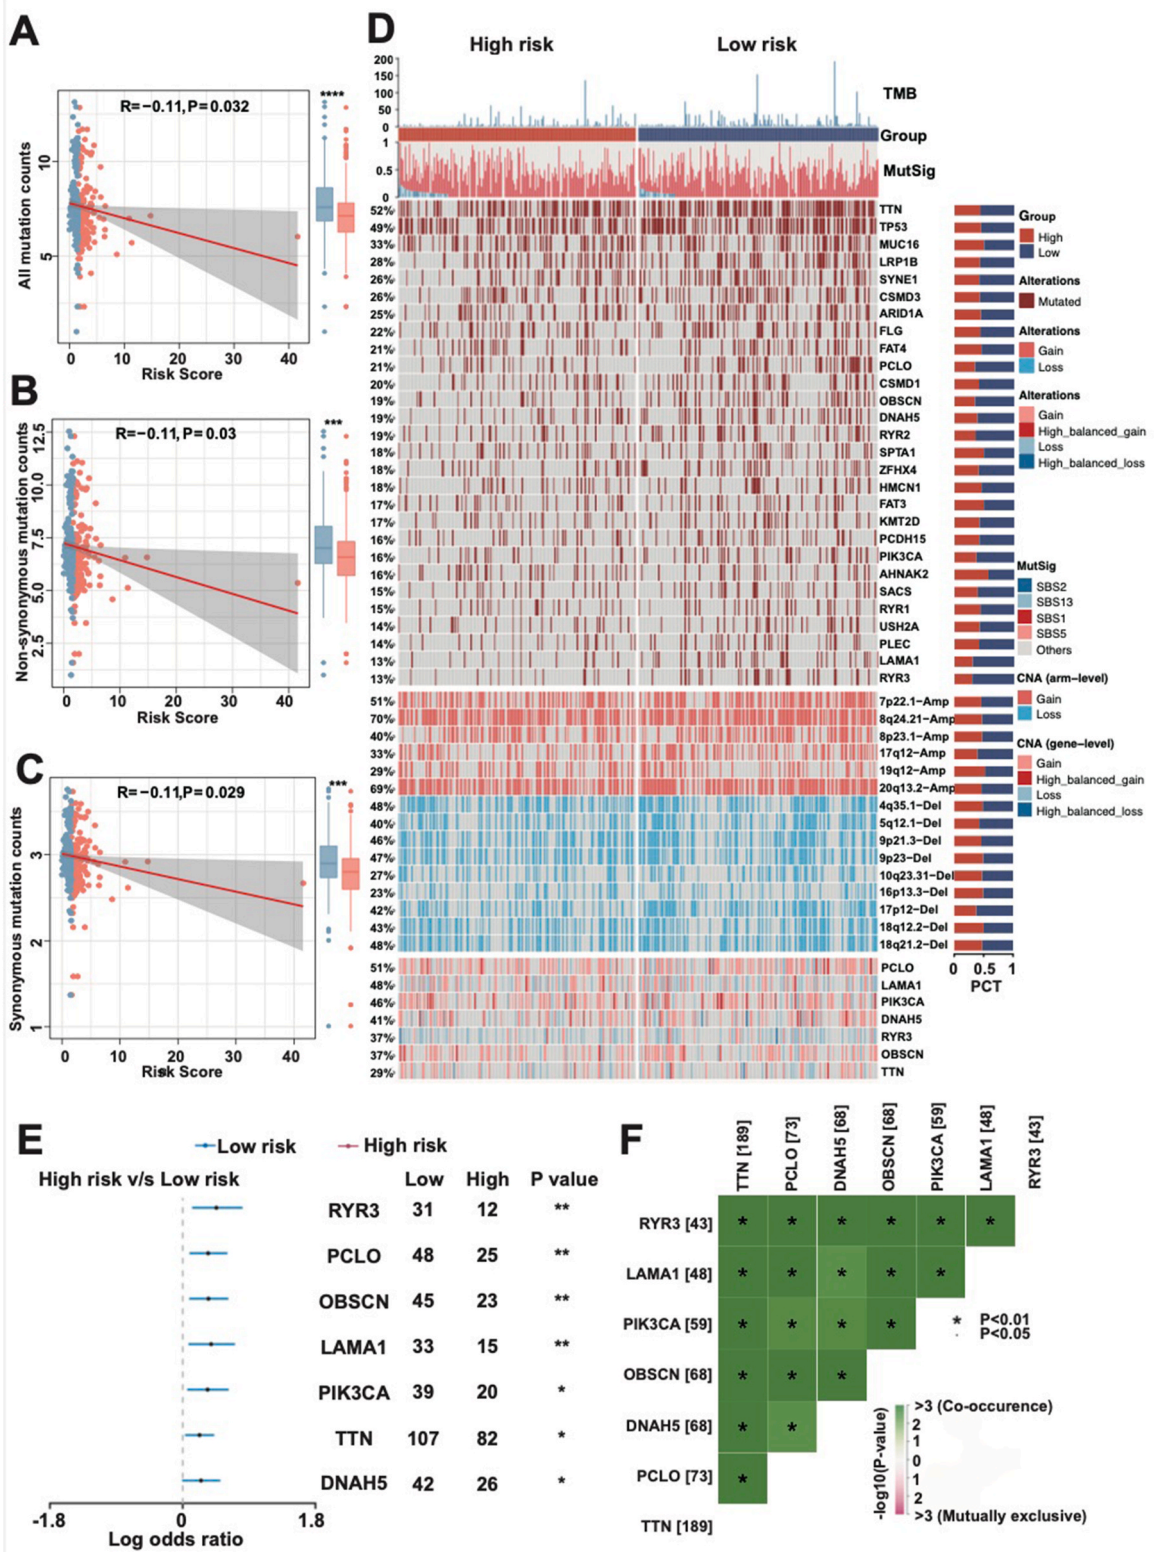 A
R=−0.11, P=0.032
****
All mutation counts
10
5
0 10 20 30 40
Risk Score
B
R=−0.11, P=0.03
***
Non-synonymous mutation counts
12.5
10.0
7.5
5.0
2.5
0 10 20 30 40
Risk Score
C
R=−0.11,P=0.029
***
Synonymous mutation counts
3
2
1
0 10 20 30 40
Risk Score
D
High risk Low risk
200
150
100
50
0
TMB
Group
1
0.5
0
0
MutSig
52% TTN
49% TP53
33% MUC16
28% LRP1B
26% SYNE1
26% CSMD3
25% ARID1A
22% FLG
21% FAT4
21% PCLO
20% CSMD1
19% OBSCN
19% DNAH5
19% RYR2
18% SPTA1
18% ZFHX4
18% HMCN1
17% FAT3
17% KMT2D
16% PCDH15
16% PIK3CA
16% AHNAK2
15% SACS
15% RYR1
14% USH2A
14% PLEC
13% LAMA1
13% RYR3
51% 7p22.1−Amp
70% 8q24.21−Amp
40% 8p23.1−Amp
33% 17q12−Amp
29% 19q12−Amp
69% 20q13.2−Amp
48% 4q35.1−Del
40% 5q12.1−Del
46% 9p21.3−Del
47% 9p23−Del
27% 10q23.31−Del
23% 16p13.3−Del
42% 17p12−Del
43% 18q12.2−Del
48% 18q21.2−Del
51% PCLO
48% LAMA1
46% PIK3CA
41% DNAH5
37% RYR3
37% OBSCN
29% TTN
0 0.5 1
PCT
Group
High
Low
Alterations
Mutated
Alterations
Gain
Loss
Alterations
Gain
High_balanced_gain
Loss
High_balanced_loss
MutSig
SBS2
SBS13
SBS1
SBS5
Others
CNA (arm−level)
Gain
Loss
CNA (gene−level)
Gain
High_balanced_gain
Loss
High_balanced_loss
E
Low risk High risk
High risk v/s Low risk Low High P value
RYR3 31 12 **
PCLO 48 25 **
OBSCN 45 23 **
LAMA1 33 15 **
PIK3CA 39 20 *
TTN 107 82 *
DNAH5 42 26 *
-1.8 0 1.8
Log odds ratio
F
TTN [189]
PCLO [73]
DNAH5 [68]
OBSCN [68]
PIK3CA [59]
LAMA1 [48]
RYR3 [43]
RYR3 [43] * * * * * *
LAMA1 [48] * * * * *
PIK3CA [59] * * * *
OBSCN [68] * * *
DNAH5 [68] * *
PCLO [73] *
TTN [189]
* P<0.01
· P<0.05
-log10(P-value)
>3 (Co-occurence)
2
1
0
1
2
>3 (Mutually exclusive)